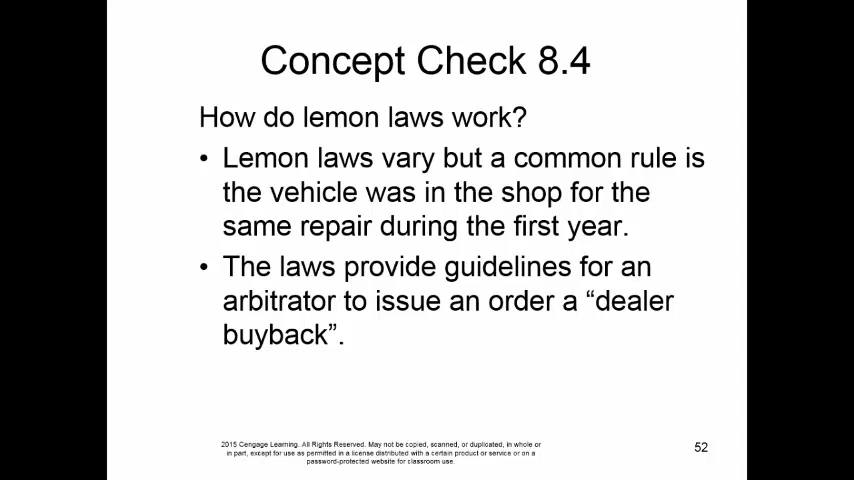 Concept Check 8.4
How do lemon laws work?
• Lemon laws vary but a common rule is
the vehicle was in the shop for the
same repair during the first year.
• The laws provide guidelines for an
arbitrator to issue an order a “dealer
buyback”.
2015 Cengage Learning. All Rights Reserved. May not be copied, scanned, or duplicated, in whole or
in part, except for use as permitted in a license distributed with a certain product or service or on a
password-protected website for classroom use.
52